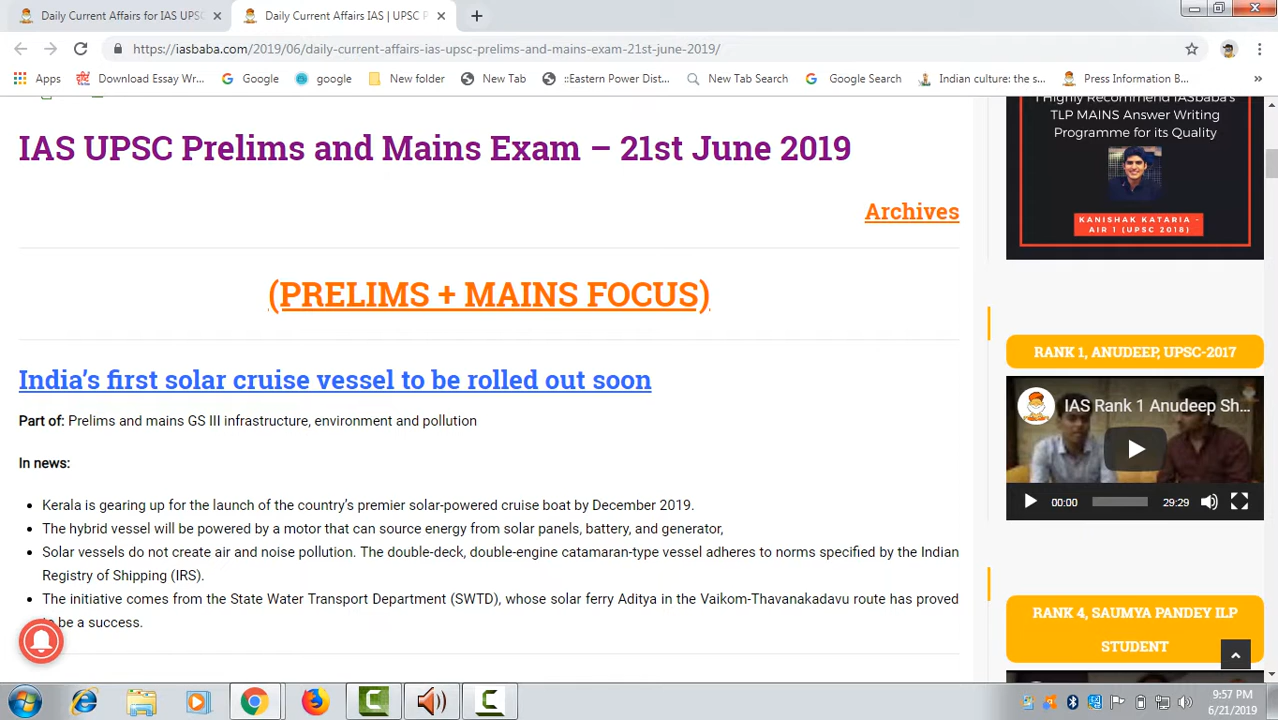 Daily Current Affairs for IAS UPSC
Daily Current Affairs IAS | UPSC P
https://iasbaba.com/2019/06/daily-current-affairs-ias-upsc-prelims-and-mains-exam-21st-june-2019/
Apps
Download Essay Wr...
Google
google
New folder
New Tab
::Eastern Power Dist...
New Tab Search
Google Search
Indian culture: the s...
Press Information B...
»
IAS UPSC Prelims and Mains Exam – 21st June 2019
Archives
(PRELIMS + MAINS FOCUS)
India's first solar cruise vessel to be rolled out soon
Part of: Prelims and mains GS III infrastructure, environment and pollution
In news:
Kerala is gearing up for the launch of the country's premier solar-powered cruise boat by December 2019.
The hybrid vessel will be powered by a motor that can source energy from solar panels, battery, and generator,
Solar vessels do not create air and noise pollution. The double-deck, double-engine catamaran-type vessel adheres to norms specified by the Indian
Registry of Shipping (IRS).
The initiative comes from the State Water Transport Department (SWTD), whose solar ferry Aditya in the Vaikom-Thavanakadavu route has proved
to be a success.
I Highly Recommend IASbaba's
TLP MAINS Answer Writing
Programme for its Quality
KANISHAK KATARIA -
AIR 1 (UPSC 2018)
RANK 1, ANUDEEP, UPSC-2017
IAS Rank 1 Anudeep Sh...
00:00
29:29
RANK 4, SAUMYA PANDEY ILP
STUDENT
9:57 PM
6/21/2019